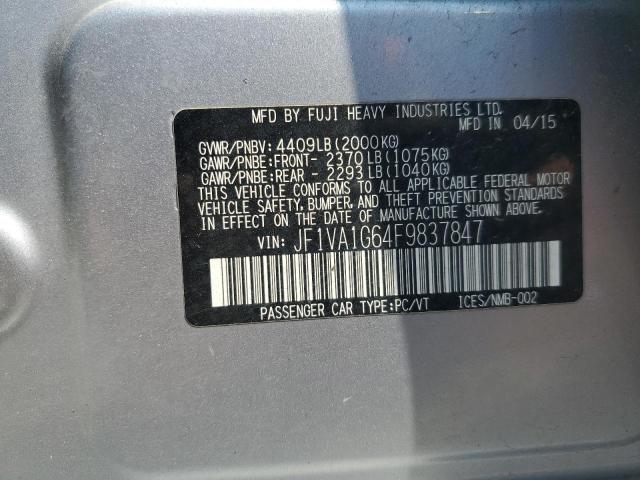 MFD BY FUJI HEAVY INDUSTRIES LTD.
MFD IN 04/15
GVWR/PNBV: 4409LB(2000KG)
GAWR/PNBE:FRONT- 2370LB(1075KG)
GAWR/PNBE:REAR - 2293LB(1040KG)
THIS VEHICLE CONFORMS TO ALL APPLICABLE FEDERAL MOTOR
VEHICLE SAFETY, BUMPER, AND THEFT PREVENTION STANDARDS
IN EFFECT ON THE DATE OF MANUFACTURE SHOWN ABOVE.
VIN: JF1VA1G64F9837847
PASSENGER CAR TYPE:PC/VT ICES/NMB-002